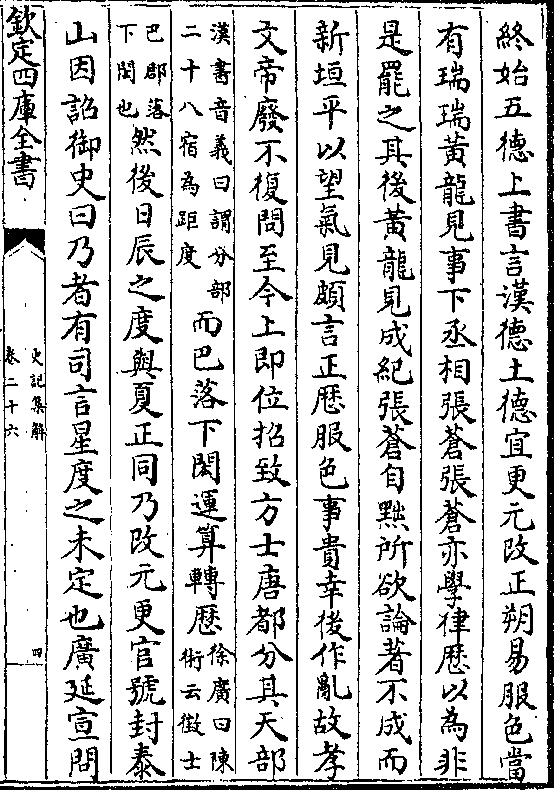 終始五德上書言漢德土德宜更元改正朔易服色當
有瑞瑞黃龍見事下丞相張蒼張蒼亦學律厯以為非
是罷之其後黃龍見成紀張蒼自黜所欲論著不成而
新垣平以望氣見頗言正厯服色事貴幸後作亂故孝
文帝廢不復問至今上即位招致方士唐都分其天部
漢書音義曰謂分部
二十八宿為距度
而巴落下閎運算轉厯
徐廣曰陳
術云徵士
巴郡落
下閎也
然後日辰之度與夏正同乃改元更官號封泰
山因詔御史曰乃者有司言星度之未定也廣延宣問
欽定四庫全書
史記集解
卷二十六
四